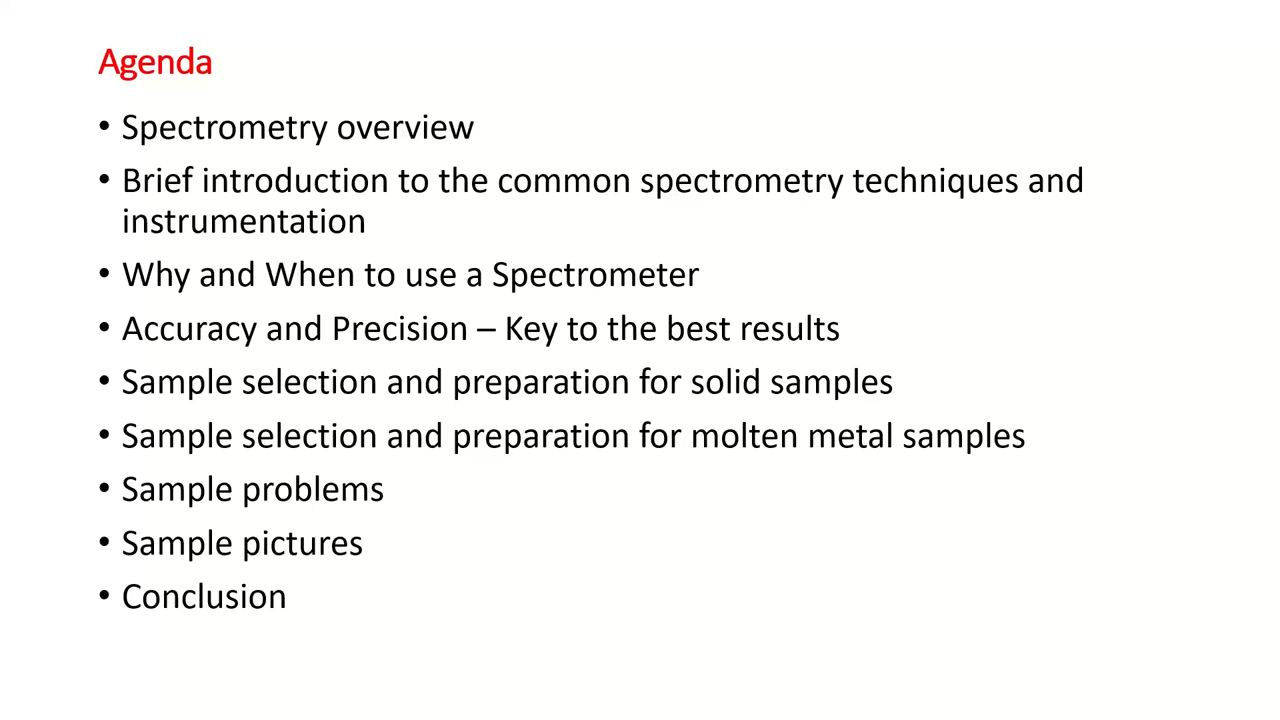 Agenda
• Spectrometry overview
• Brief introduction to the common spectrometry techniques and
instrumentation
• Why and When to use a Spectrometer
• Accuracy and Precision – Key to the best results
• Sample selection and preparation for solid samples
• Sample selection and preparation for molten metal samples
• Sample problems
• Sample pictures
• Conclusion